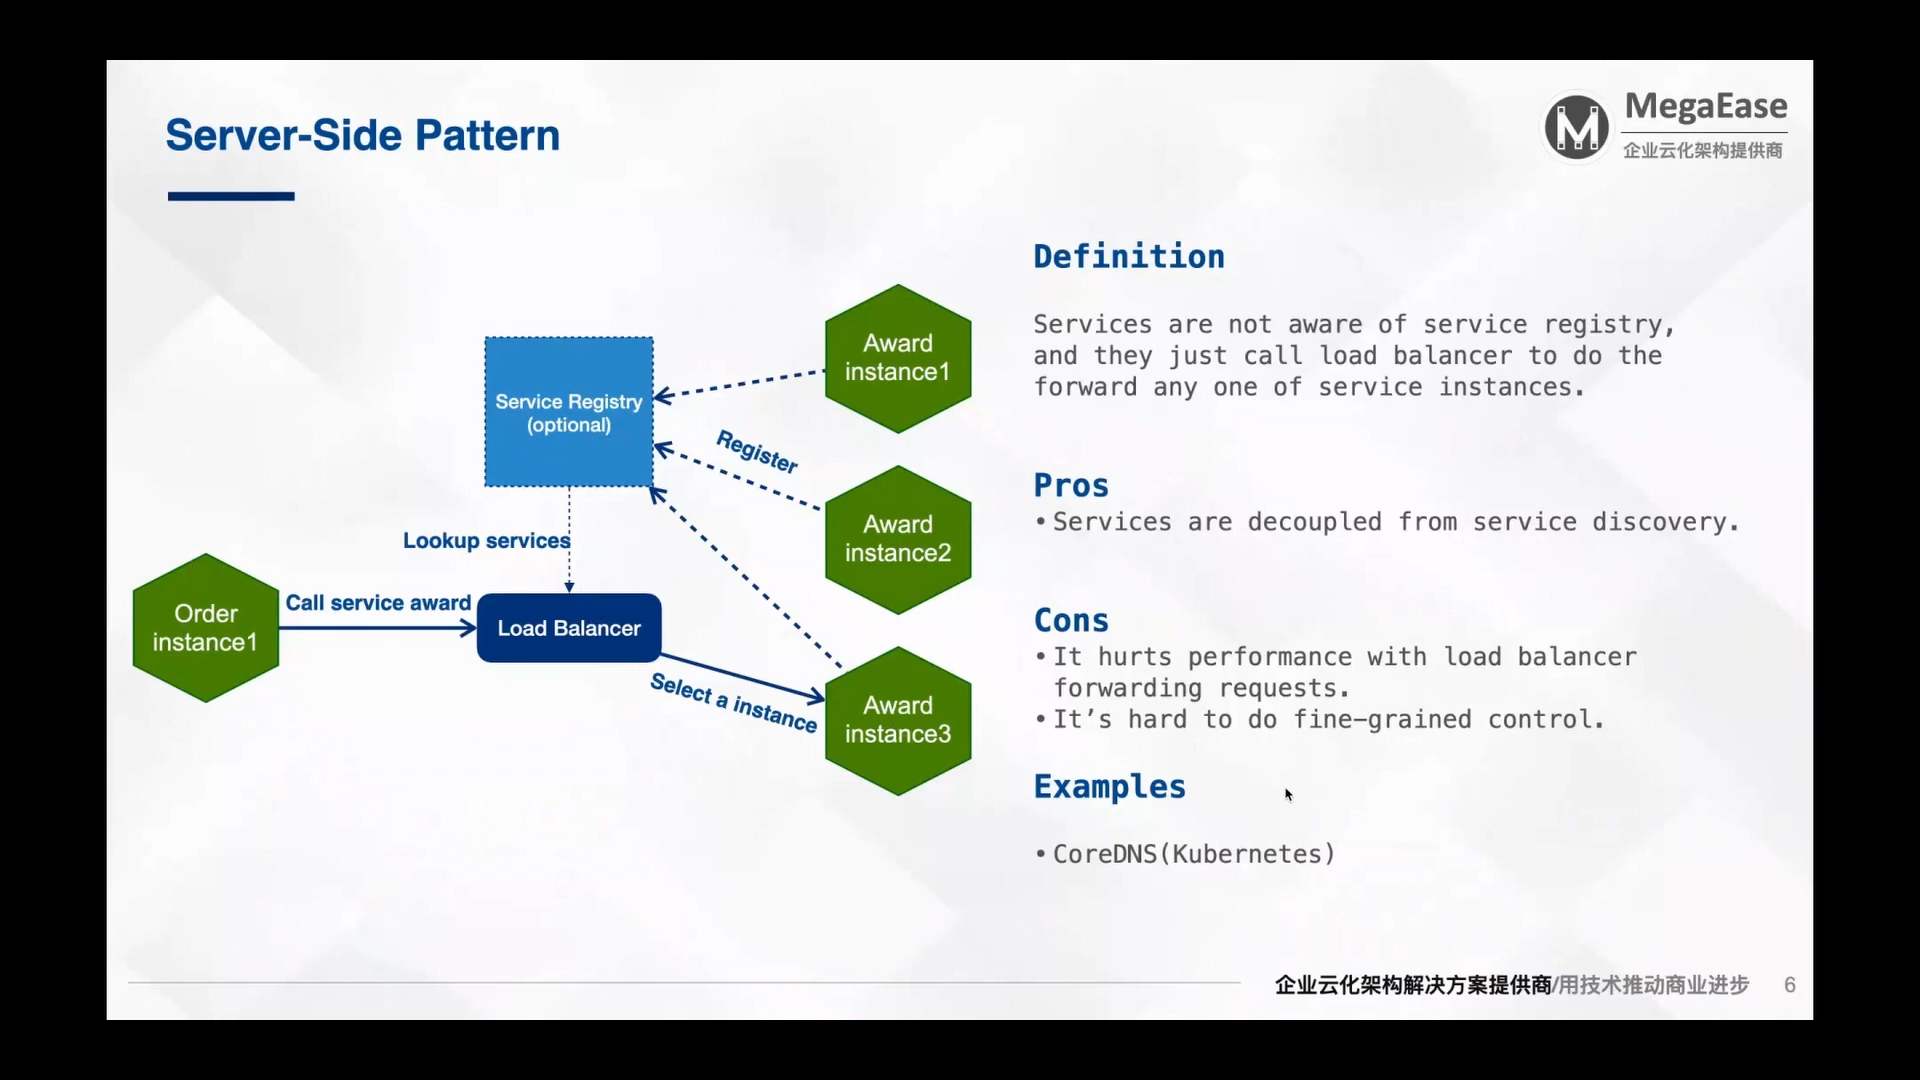 Server-Side Pattern
MegaEase
企业云化架构提供商
Definition
Services are not aware of service registry,
and they just call load balancer to do the
forward any one of service instances.
Pros
•Services are decoupled from service discovery.
Cons
•It hurts performance with load balancer
forwarding requests.
•It’s hard to do fine-grained control.
Examples
•CoreDNS(Kubernetes)
Award
instance1
Service Registry
(optional)
Register
Award
instance2
Lookup services
Order
instance1
Call service award
Load Balancer
Select a instance
Award
instance3
企业云化架构解决方案提供商/用技术推动商业进步
6